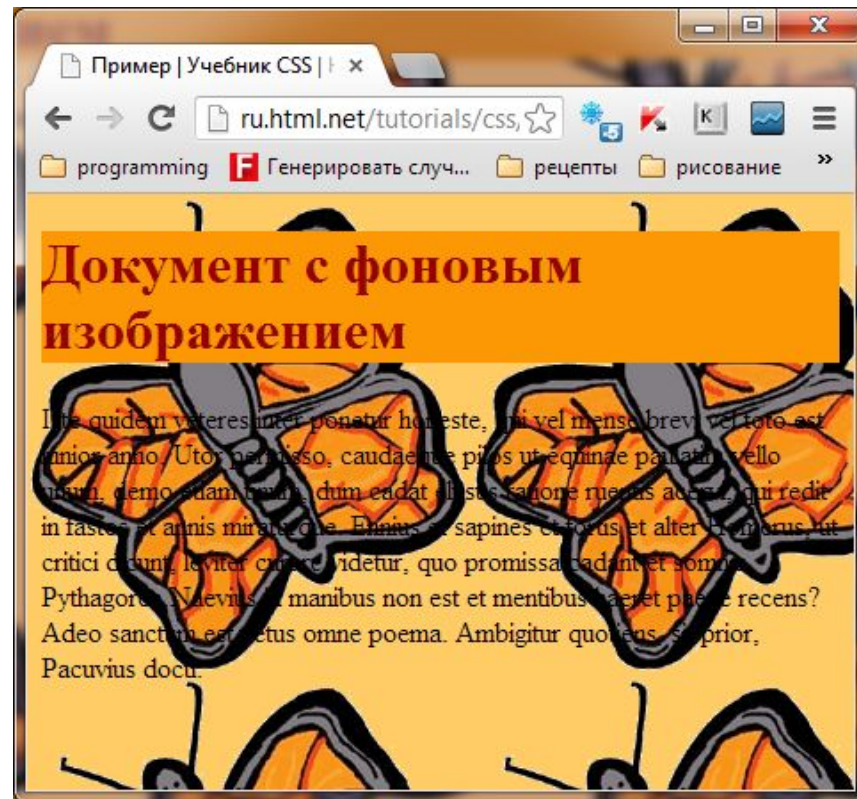 Пример | Учебник CSS |
ru.html.net/tutorials/css,
-5
K
programming F Генерировать случ... рецепты рисование »
Документ с фоновым
изображением
quidem veteres inter ponetur honeste, qui vel mense brevi vel toto est
iunior anno. Utor permisso, caudaeque pilos ut equinae paulatim vello
unum, demo etiam unum, dum cadat elusus ratione ruentis acervi, qui redit
in fastos et annis miraturque Ennius et sapines et fortis et alter Homerus, ut
critici dicunt, leviter curare videtur, quo promissa cadant et somnia
Pythagorea. Naevius in manibus non est et mentibus haeret paene recens?
Adeo sanctum est vetus omne poema. Ambigitur quotiens, prior,
Pacuvius docti.